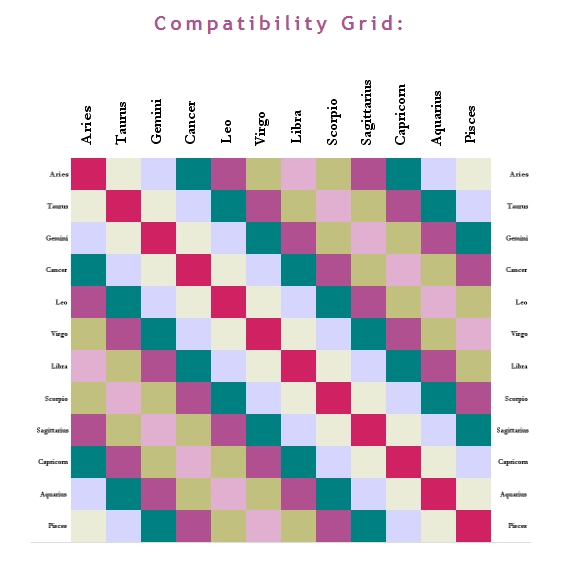 Compatibility Grid:
Aries Taurus Gemini Cancer Leo Virgo Libra Scorpio Sagittarius Capricorn Aquarius Pisces
Aries Aries
Taurus Taurus
Gemini Gemini
Cancer Cancer
Leo Leo
Virgo Virgo
Libra Libra
Scorpio Scorpio
Sagittarius Sagittarius
Capricorn Capricorn
Aquarius Aquarius
Pisces Pisces